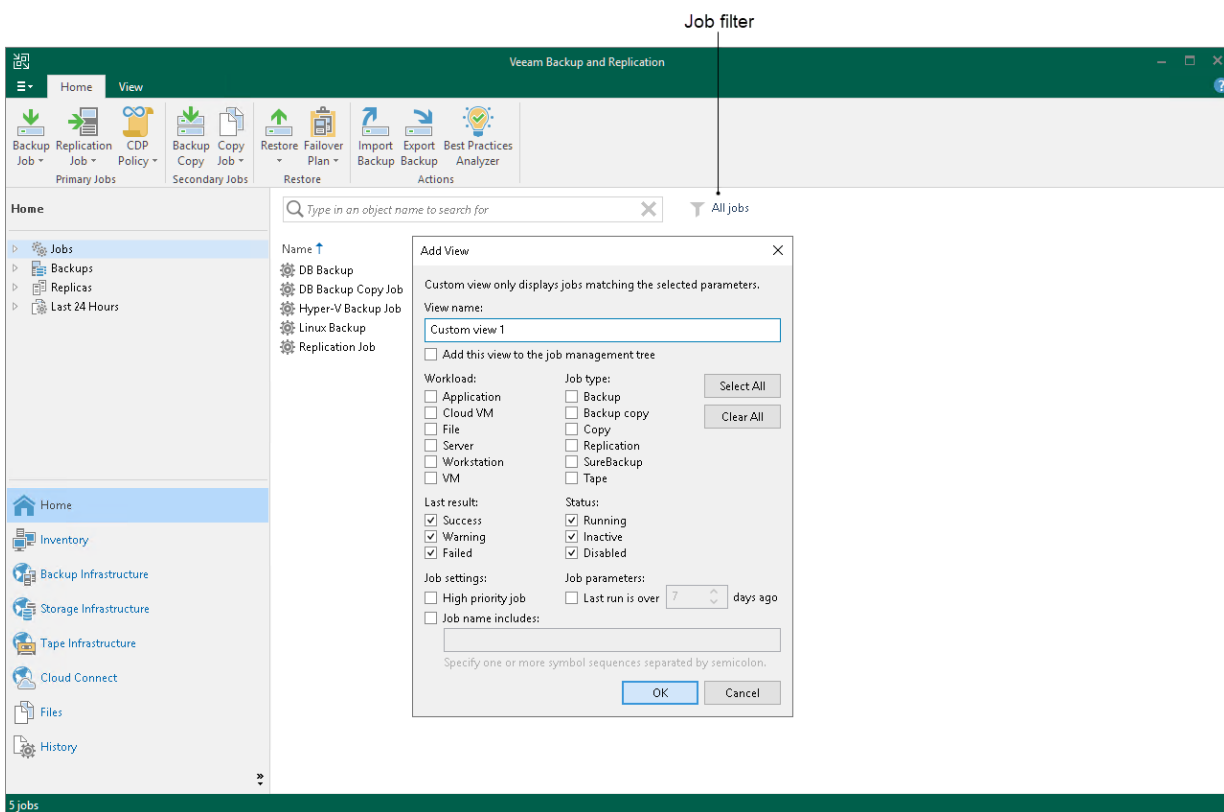 Job filter
Veeam Backup and Replication
Home View
Backup Job Replication Job CDP Policy
Primary Jobs
Backup Copy Copy Job
Secondary Jobs
Restore Failover Plan
Restore
Import Backup Export Backup Best Practices Analyzer
Actions
Home
Jobs
Backups
Replicas
Last 24 Hours
Home
Inventory
Backup Infrastructure
Storage Infrastructure
Tape Infrastructure
Cloud Connect
Files
History
5 jobs
Type in an object name to search for
All jobs
Name
DB Backup
DB Backup Copy Job
Hyper-V Backup Job
Linux Backup
Replication Job
Add View
Custom view only displays jobs matching the selected parameters.
View name:
Custom view 1
Add this view to the job management tree
Workload:
Application
Cloud VM
File
Server
Workstation
VM
Job type:
Backup
Backup copy
Copy
Replication
SureBackup
Tape
Select All
Clear All
Last result:
Success
Warning
Failed
Status:
Running
Inactive
Disabled
Job settings:
High priority job
Job parameters:
Last run is over 7 days ago
Job name includes:
Specify one or more symbol sequences separated by semicolon.
OK
Cancel